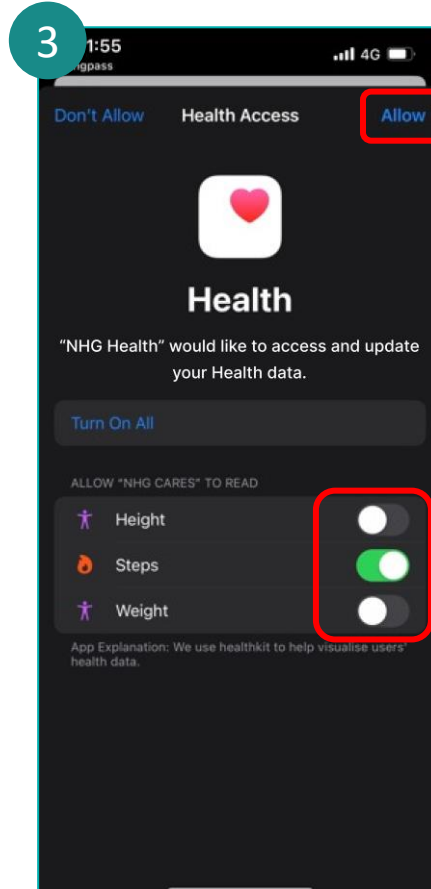 3
1:55
4G
ngpass
Don't Allow Health Access Allow
Health
“NHG Health” would like to access and update
your Health data.
Turn On All
ALLOW "NHG CARES" TO READ
Height
Steps
Weight
App Explanation: We use healthkit to help visualise users'
health data.